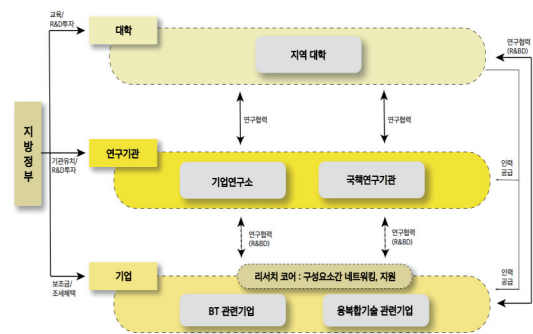 교육/
R&D투자
대학
지역 대학
연구협력
(R&BD)
연구협력
연구협력
지
방
정
부
기관유치/
R&D투자
연구기관
기업연구소
국책연구기관
인력
공급
연구협력
(R&BD)
연구협력
(R&BD)
보조금/
조세혜택
기업
리서치 코어 : 구성요소간 네트워킹, 지원
BT 관련기업
융복합기술 관련기업
인력
공급